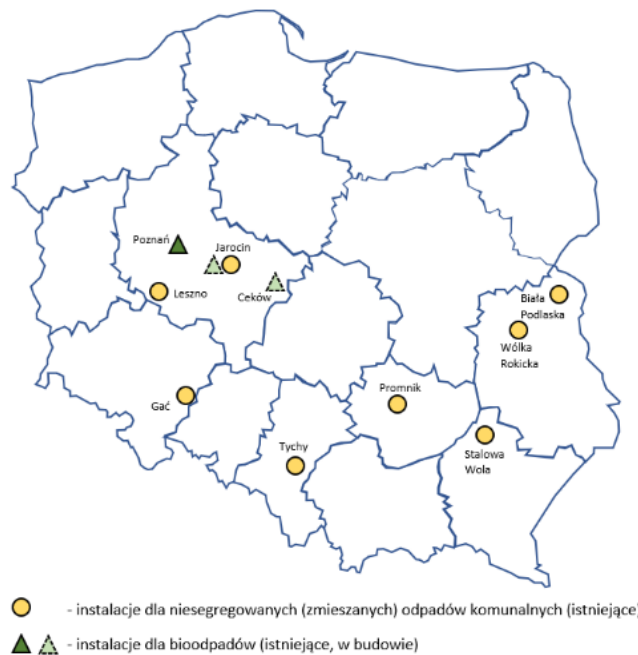 Poznań
Jarocin
Leszno
Ceków
Biała
Podlaska
Wólka
Rokicka
Gać
Promnik
Tychy
Stalowa
Wola
- instalacje dla niesegregowanych (zmieszanych) odpadów komunalnych (istniejące)
- instalacje dla bioodpadów (istniejące, w budowie)